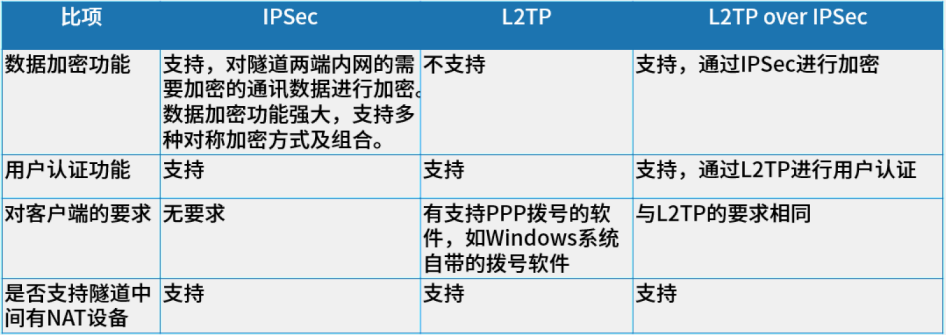 比项
IPSec
L2TP
L2TP over IPSec
数据加密功能
支持，对隧道两端内网的需
要加密的通讯数据进行加密。
数据加密功能强大，支持多
种对称加密方式及组合。
不支持
支持，通过IPSec进行加密
用户认证功能
支持
支持
支持，通过L2TP进行用户认证
对客户端的要求
无要求
有支持PPP拨号的软
件，如Windows系统
自带的拨号软件
与L2TP的要求相同
是否支持隧道中
间有NAT设备
支持
支持
支持